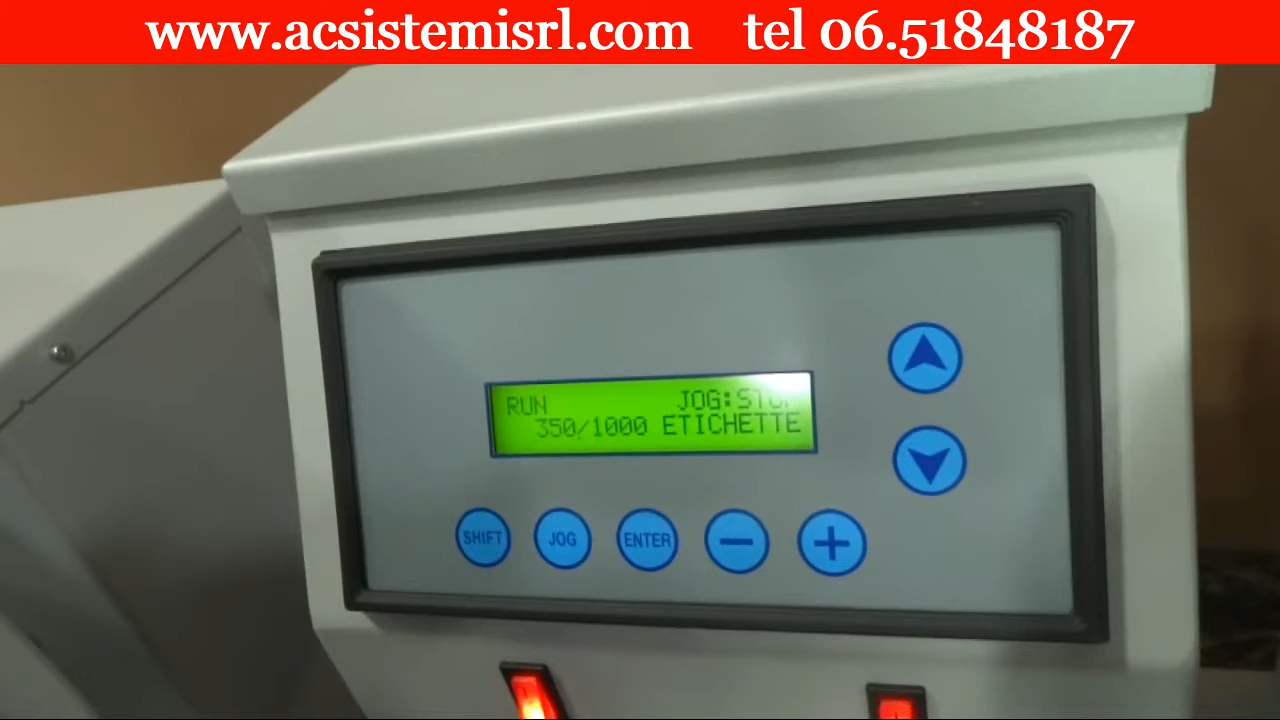 www.acsistemisrl.com tel 06.51848187
RUN JOG:STOP
350/1000 ETICHETTE
SHIFT JOG ENTER − +